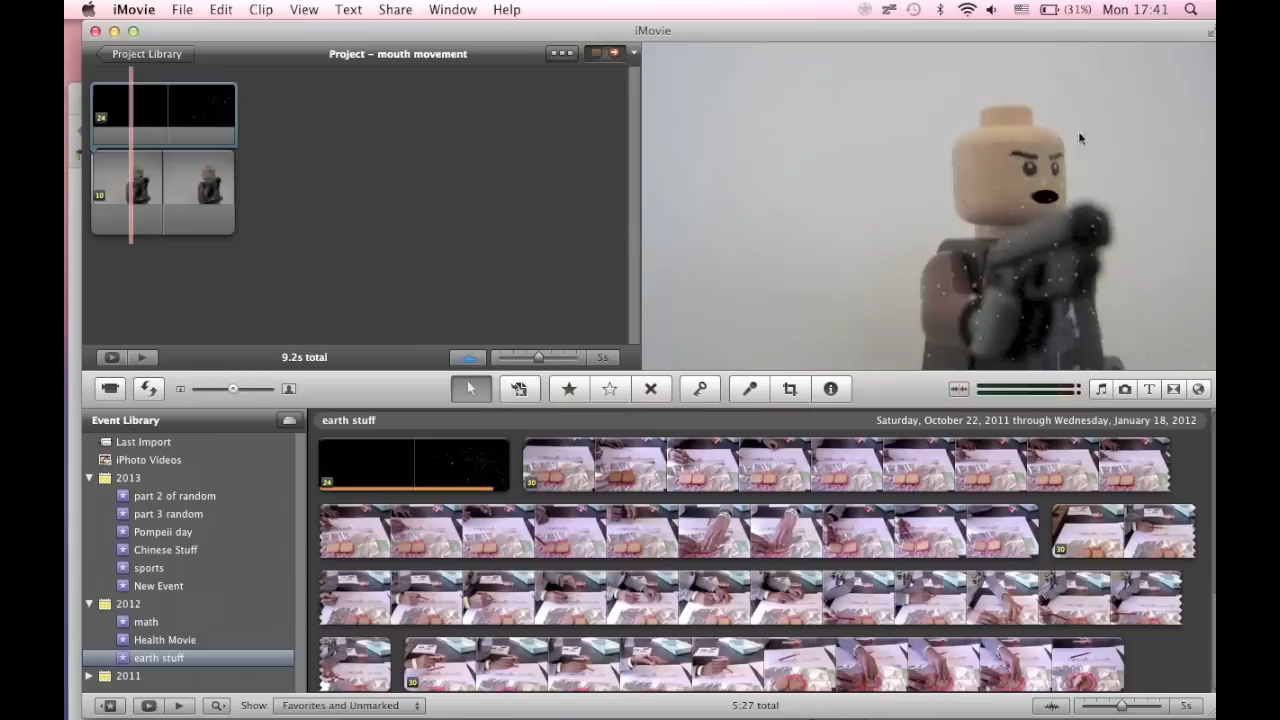 iMovie File Edit Clip View Text Share Window Help (31%) Mon 17:41
iMovie
Project Library Project – mouth movement
24
10
9.2s total 5s
Event Library earth stuff Saturday, October 22, 2011 through Wednesday, January 18, 2012
Last Import
iPhoto Videos
2013
part 2 of random
part 3 random
Pompeii day
Chinese Stuff
sports
New Event
2012
math
Health Movie
earth stuff
2011
24 30
30
30
Show: Favorites and Unmarked 5:27 total 5s